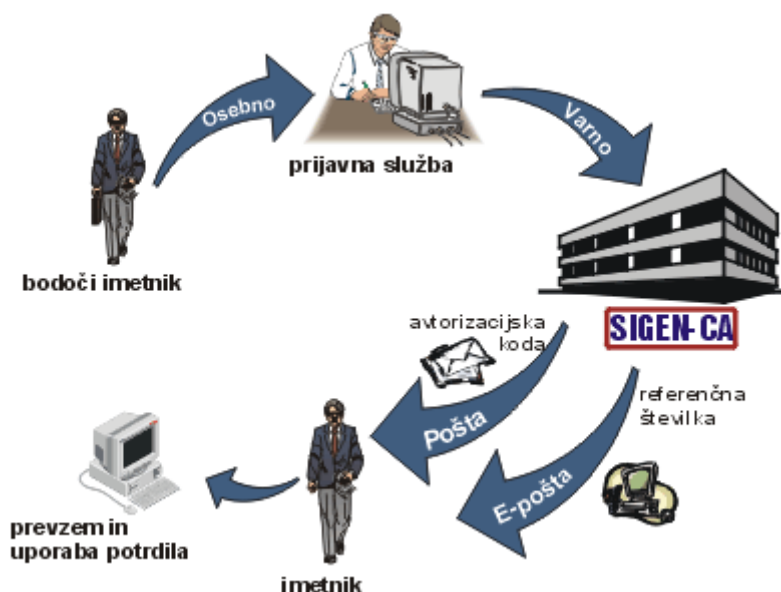 Osebno
prijavna služba
Varno
bodoči imetnik
SIGEN-CA
avtorizacijska
koda
Pošta
referenčna
številka
E-pošta
prevzem in
uporaba potrdila
imetnik